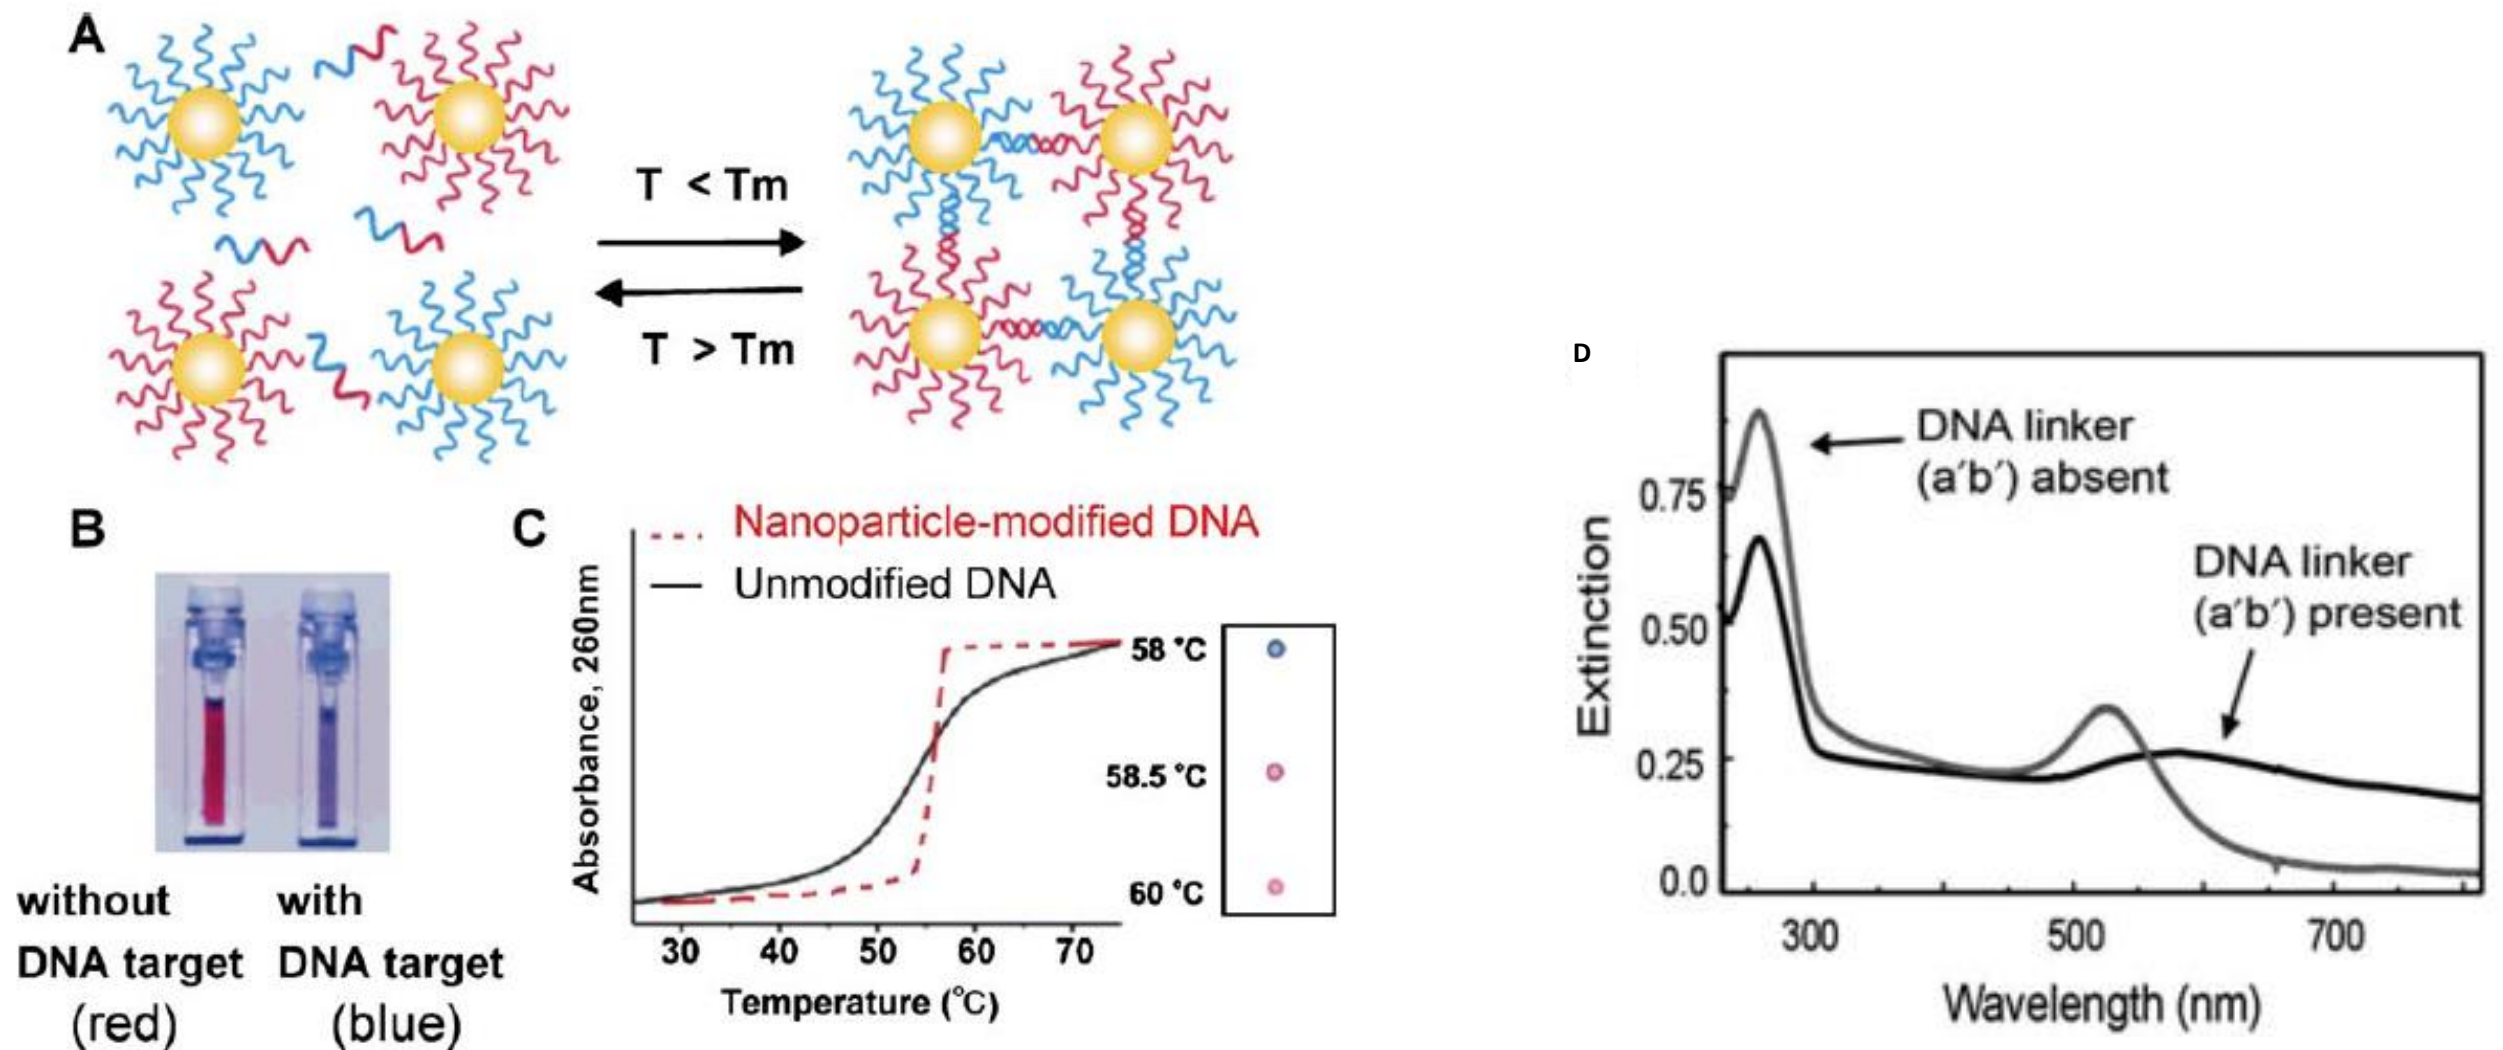 A
T < Tm
T > Tm
B
without
DNA target
(red)
with
DNA target
(blue)
C
Nanoparticle-modified DNA
Unmodified DNA
Absorbance, 260nm
30 40 50 60 70
Temperature (°C)
58 °C
58.5 °C
60 °C
D
DNA linker
(a′b′) absent
DNA linker
(a′b′) present
Extinction
0.75
0.50
0.25
0.0
300 500 700
Wavelength (nm)